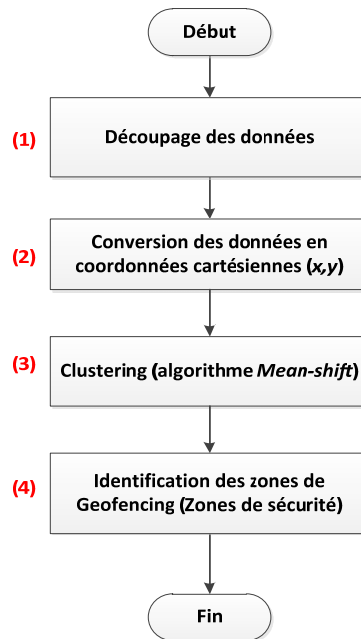 Début
(1)
Découpage des données
(2)
Conversion des données en
coordonnées cartésiennes (x,y)
(3)
Clustering (algorithme Mean-shift)
(4)
Identification des zones de
Geofencing (Zones de sécurité)
Fin